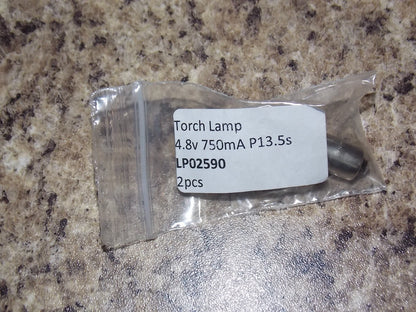 Torch Lamp
4.8v 750mA P13.5s
LP02590
2pcs